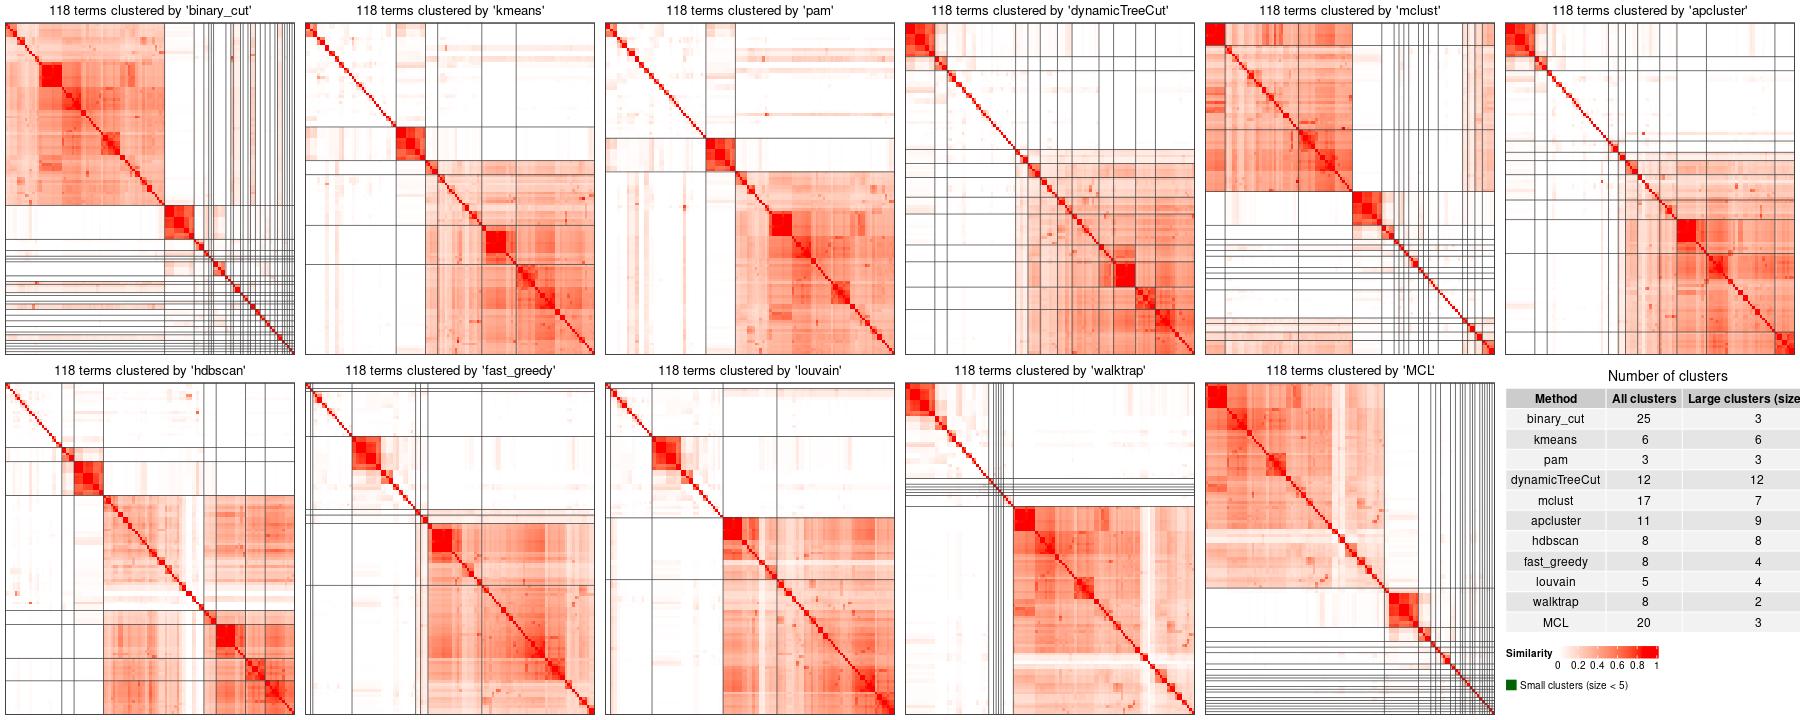 118 terms clustered by 'binary_cut'
118 terms clustered by 'kmeans'
118 terms clustered by 'pam'
118 terms clustered by 'dynamicTreeCut'
118 terms clustered by 'mclust'
118 terms clustered by 'apcluster'
118 terms clustered by 'hdbscan'
118 terms clustered by 'fast_greedy'
118 terms clustered by 'louvain'
118 terms clustered by 'walktrap'
118 terms clustered by 'MCL'
Number of clusters
Method All clusters Large clusters (size
binary_cut 25 3
kmeans 6 6
pam 3 3
dynamicTreeCut 12 12
mclust 17 7
apcluster 11 9
hdbscan 8 8
fast_greedy 8 4
louvain 5 4
walktrap 8 2
MCL 20 3
Similarity
0 0.2 0.4 0.6 0.8 1
Small clusters (size < 5)